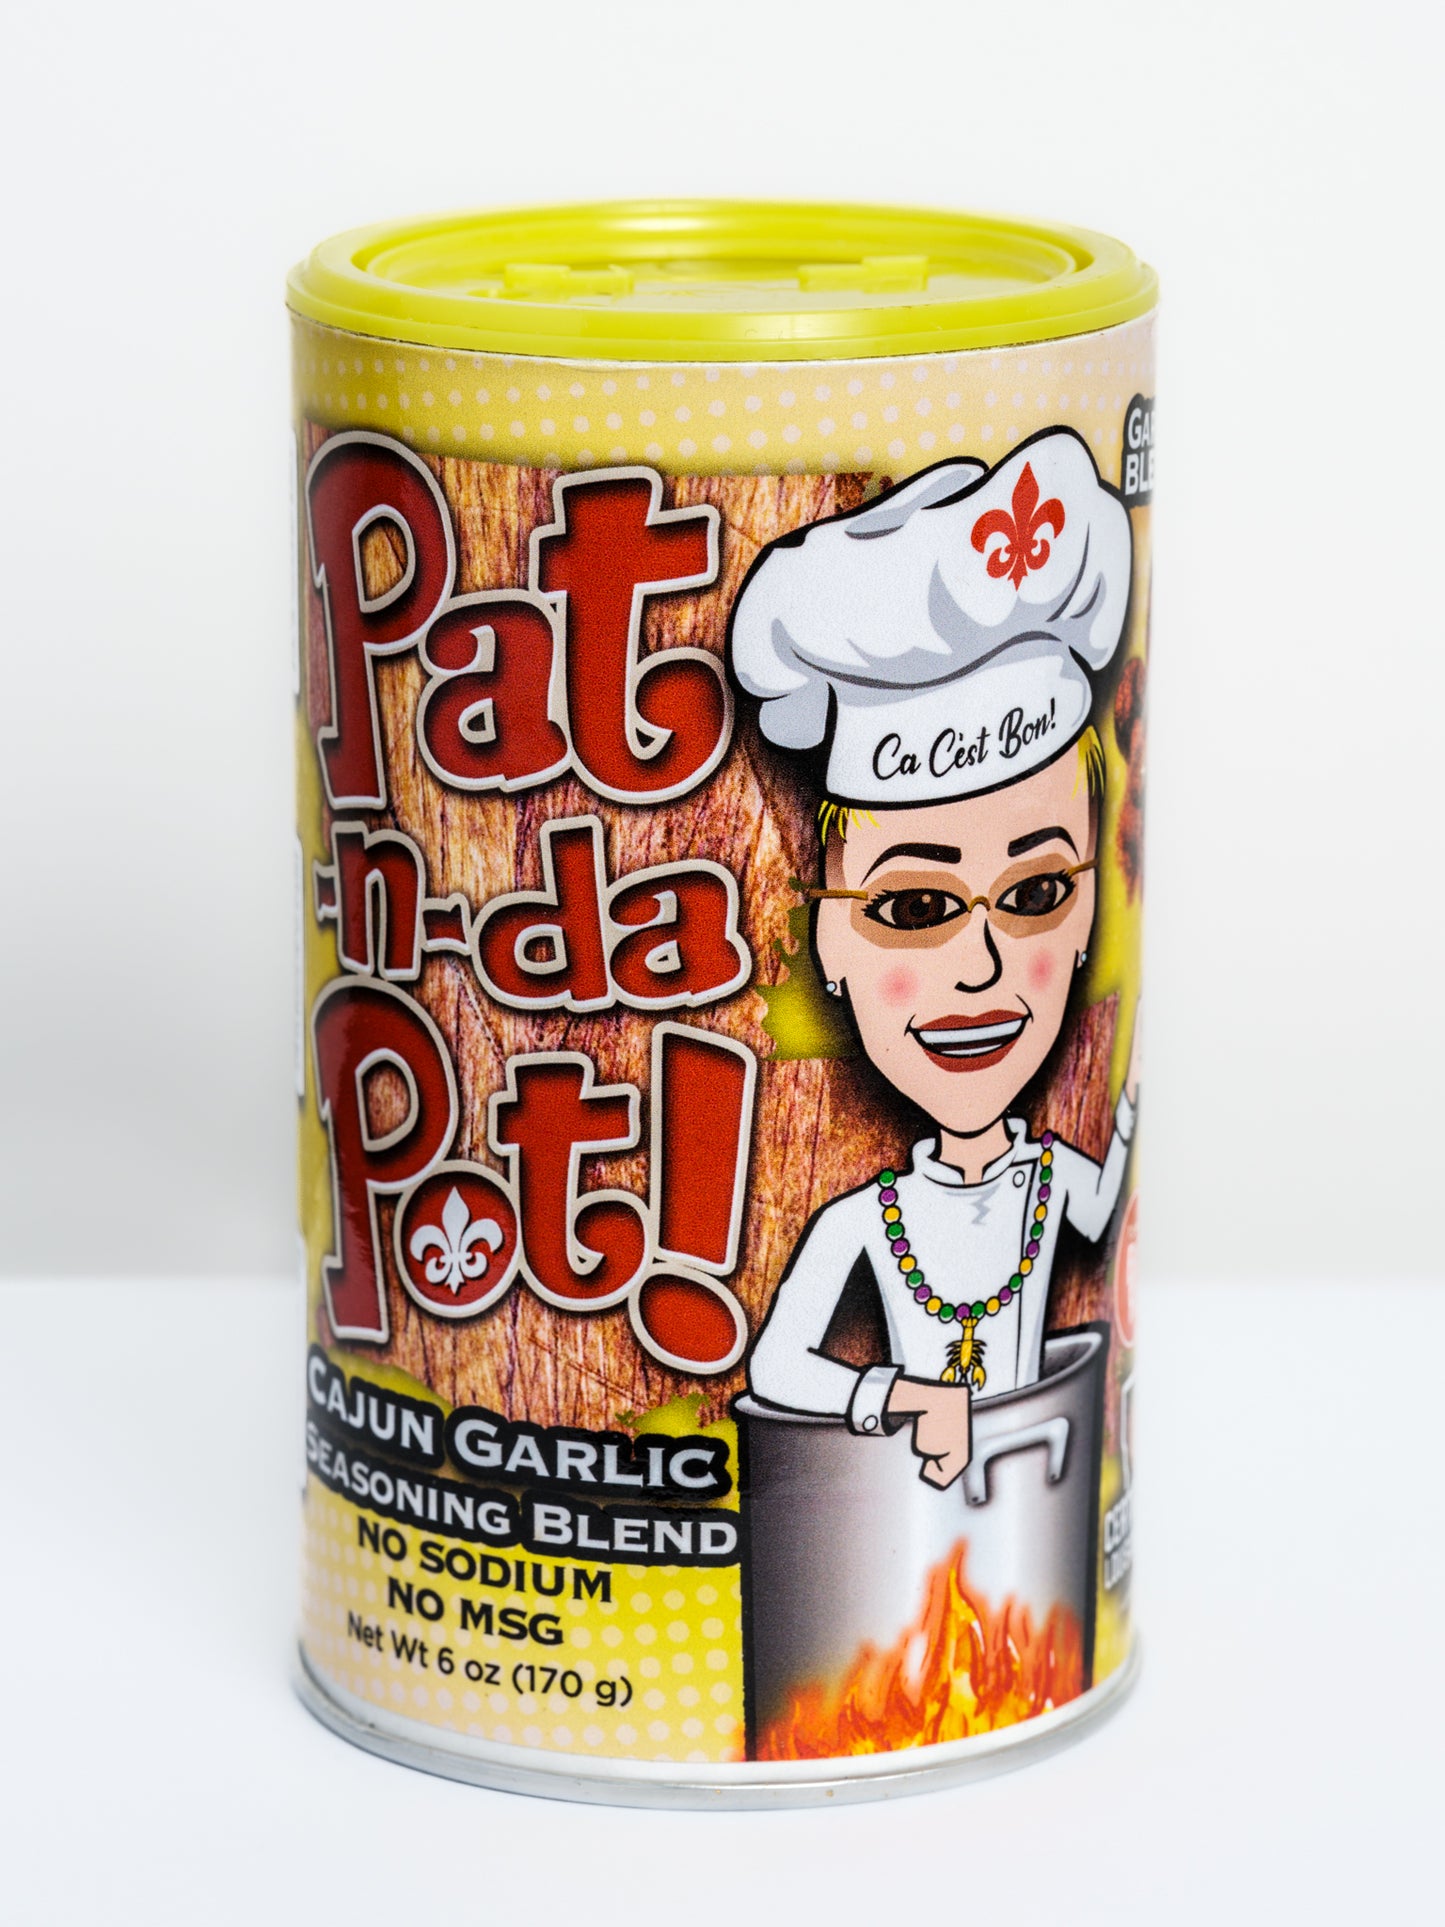 Pat
-n-da
Pot!
Ca C'est Bon!
CAJUN GARLIC
SEASONING BLEND
NO SODIUM
NO MSG
Net Wt 6 oz (170 g)